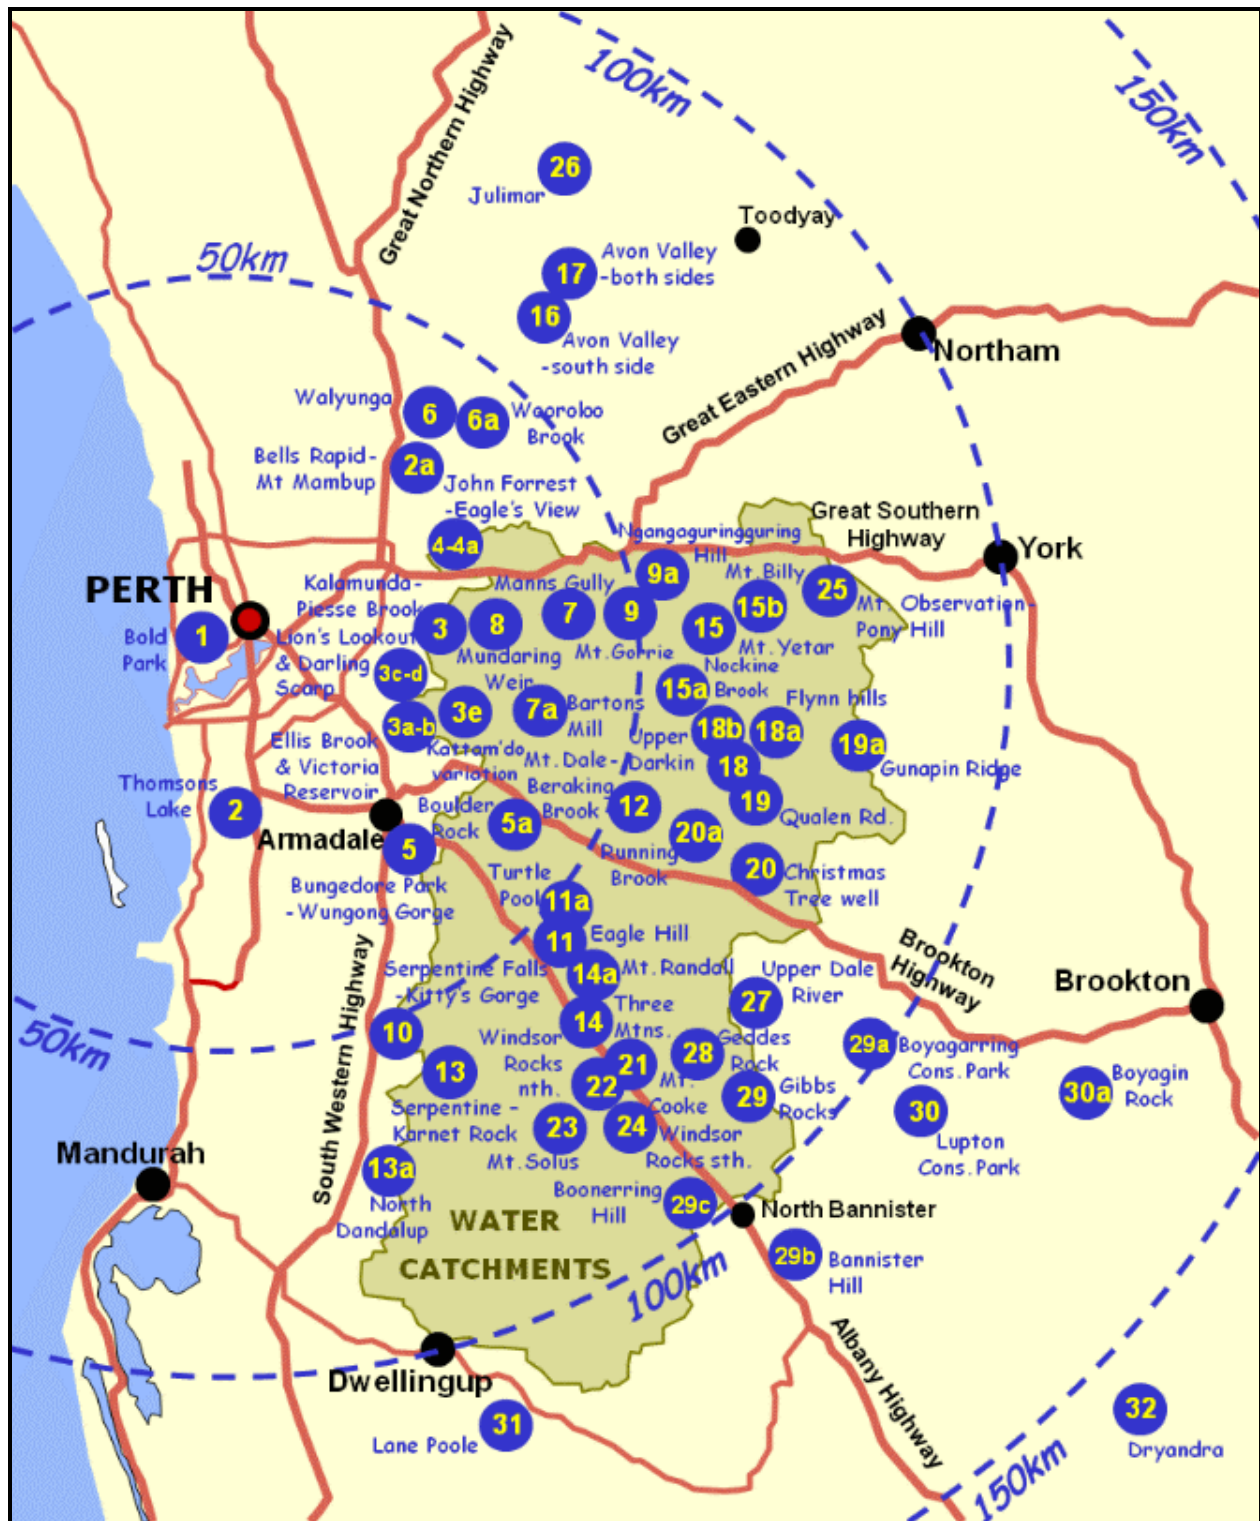 100km
150km
Great Northern Highway
26
Julimar
Toodyay
50km
17
Avon Valley
-both sides
16
Avon Valley
-south side
Northam
Great Eastern Highway
Walyunga
6
6a
Wooroloo
Brook
Bells Rapid-
Mt Mambup
2a
John Forrest
-Eagle's View
4-4a
Great Southern
Highway
Ngangaguringguring
Hill
York
PERTH
Kalamunda-
Piesse Brook
Manns Gully
9a
Mt. Billy
25
Mt. Observation-
Pony Hill
1
Bold
Park
3
8
7
9
15
15b
Lion's Lookout
& Darling
Scarp
Mundaring
Weir
Mt.Gorrie
Mt. Yetar
3c-d
Nockine
Brook
15a
3a-b
3e
7a
Bartons
Mill
Flynn hills
18b
18a
19a
Gunapin Ridge
Ellis Brook
& Victoria
Reservoir
Kattam'do
variation
Upper
Darkin
18
Thomsons
Lake
2
Mt. Dale-
Beraking
Brook
12
19
Qualen Rd.
Armadale
Boulder
Rock
5a
5
20a
Running
Brook
20
Christmas
Tree well
Bungedore Park
-Wungong Gorge
Turtle
Pool
11a
11
Eagle Hill
South Western Highway
Serpentine Falls
-Kitty's Gorge
14a
Mt.Randall
Upper Dale
River
27
Brookton
Highway
Brookton
50km
10
Windsor
Rocks
nth.
14
Three
Mtns.
28
Geddes
Rock
29a
Boyagarring
Cons.Park
13
21
22
Mt.
Cooke
29
Gibbs
Rocks
30
Lupton
Cons.Park
30a
Boyagin
Rock
Serpentine -
Karnet Rock
23
Mt.Solus
24
Windsor
Rocks sth.
Mandurah
13a
North
Dandalup
Boonerring
Hill
29c
North Bannister
WATER
CATCHMENTS
100km
29b
Bannister
Hill
Dwellingup
Albany Highway
31
Lane Poole
32
Dryandra
150km